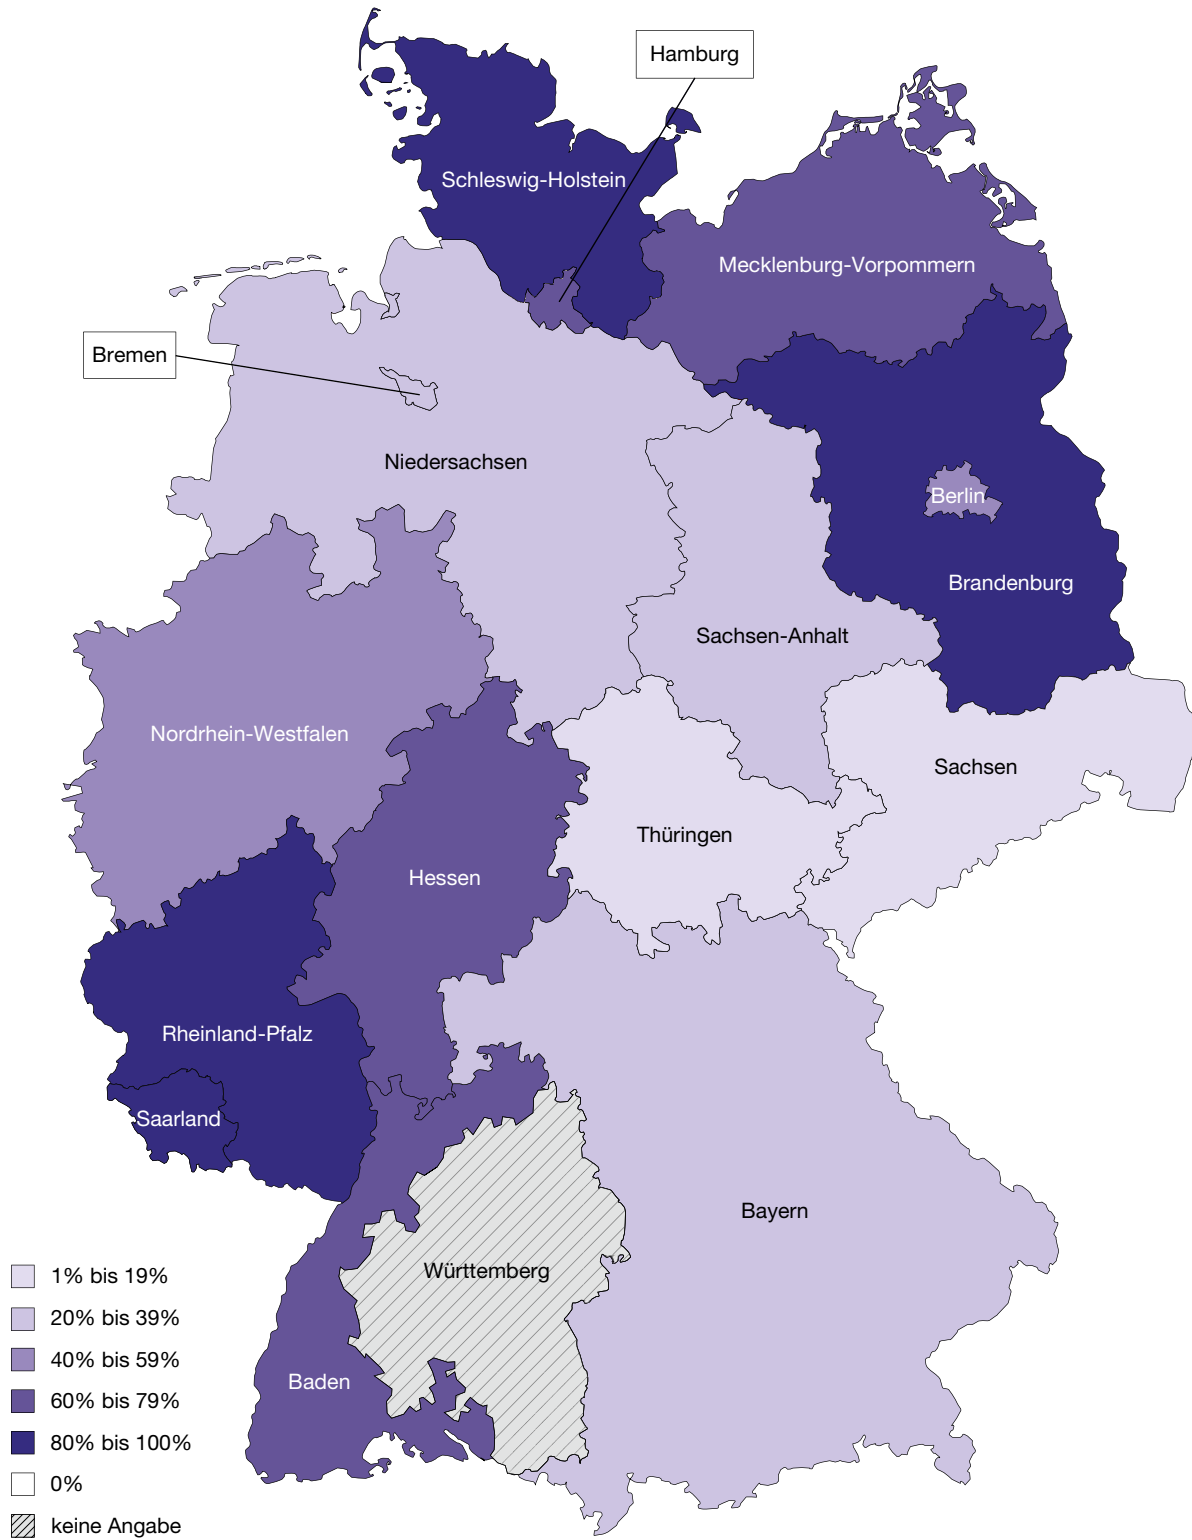 Hamburg
Schleswig-Holstein
Mecklenburg-Vorpommern
Bremen
Niedersachsen
Berlin
Brandenburg
Sachsen-Anhalt
Nordrhein-Westfalen
Sachsen
Thüringen
Hessen
Rheinland-Pfalz
Saarland
Bayern
Württemberg
Baden
1% bis 19%
20% bis 39%
40% bis 59%
60% bis 79%
80% bis 100%
0%
keine Angabe